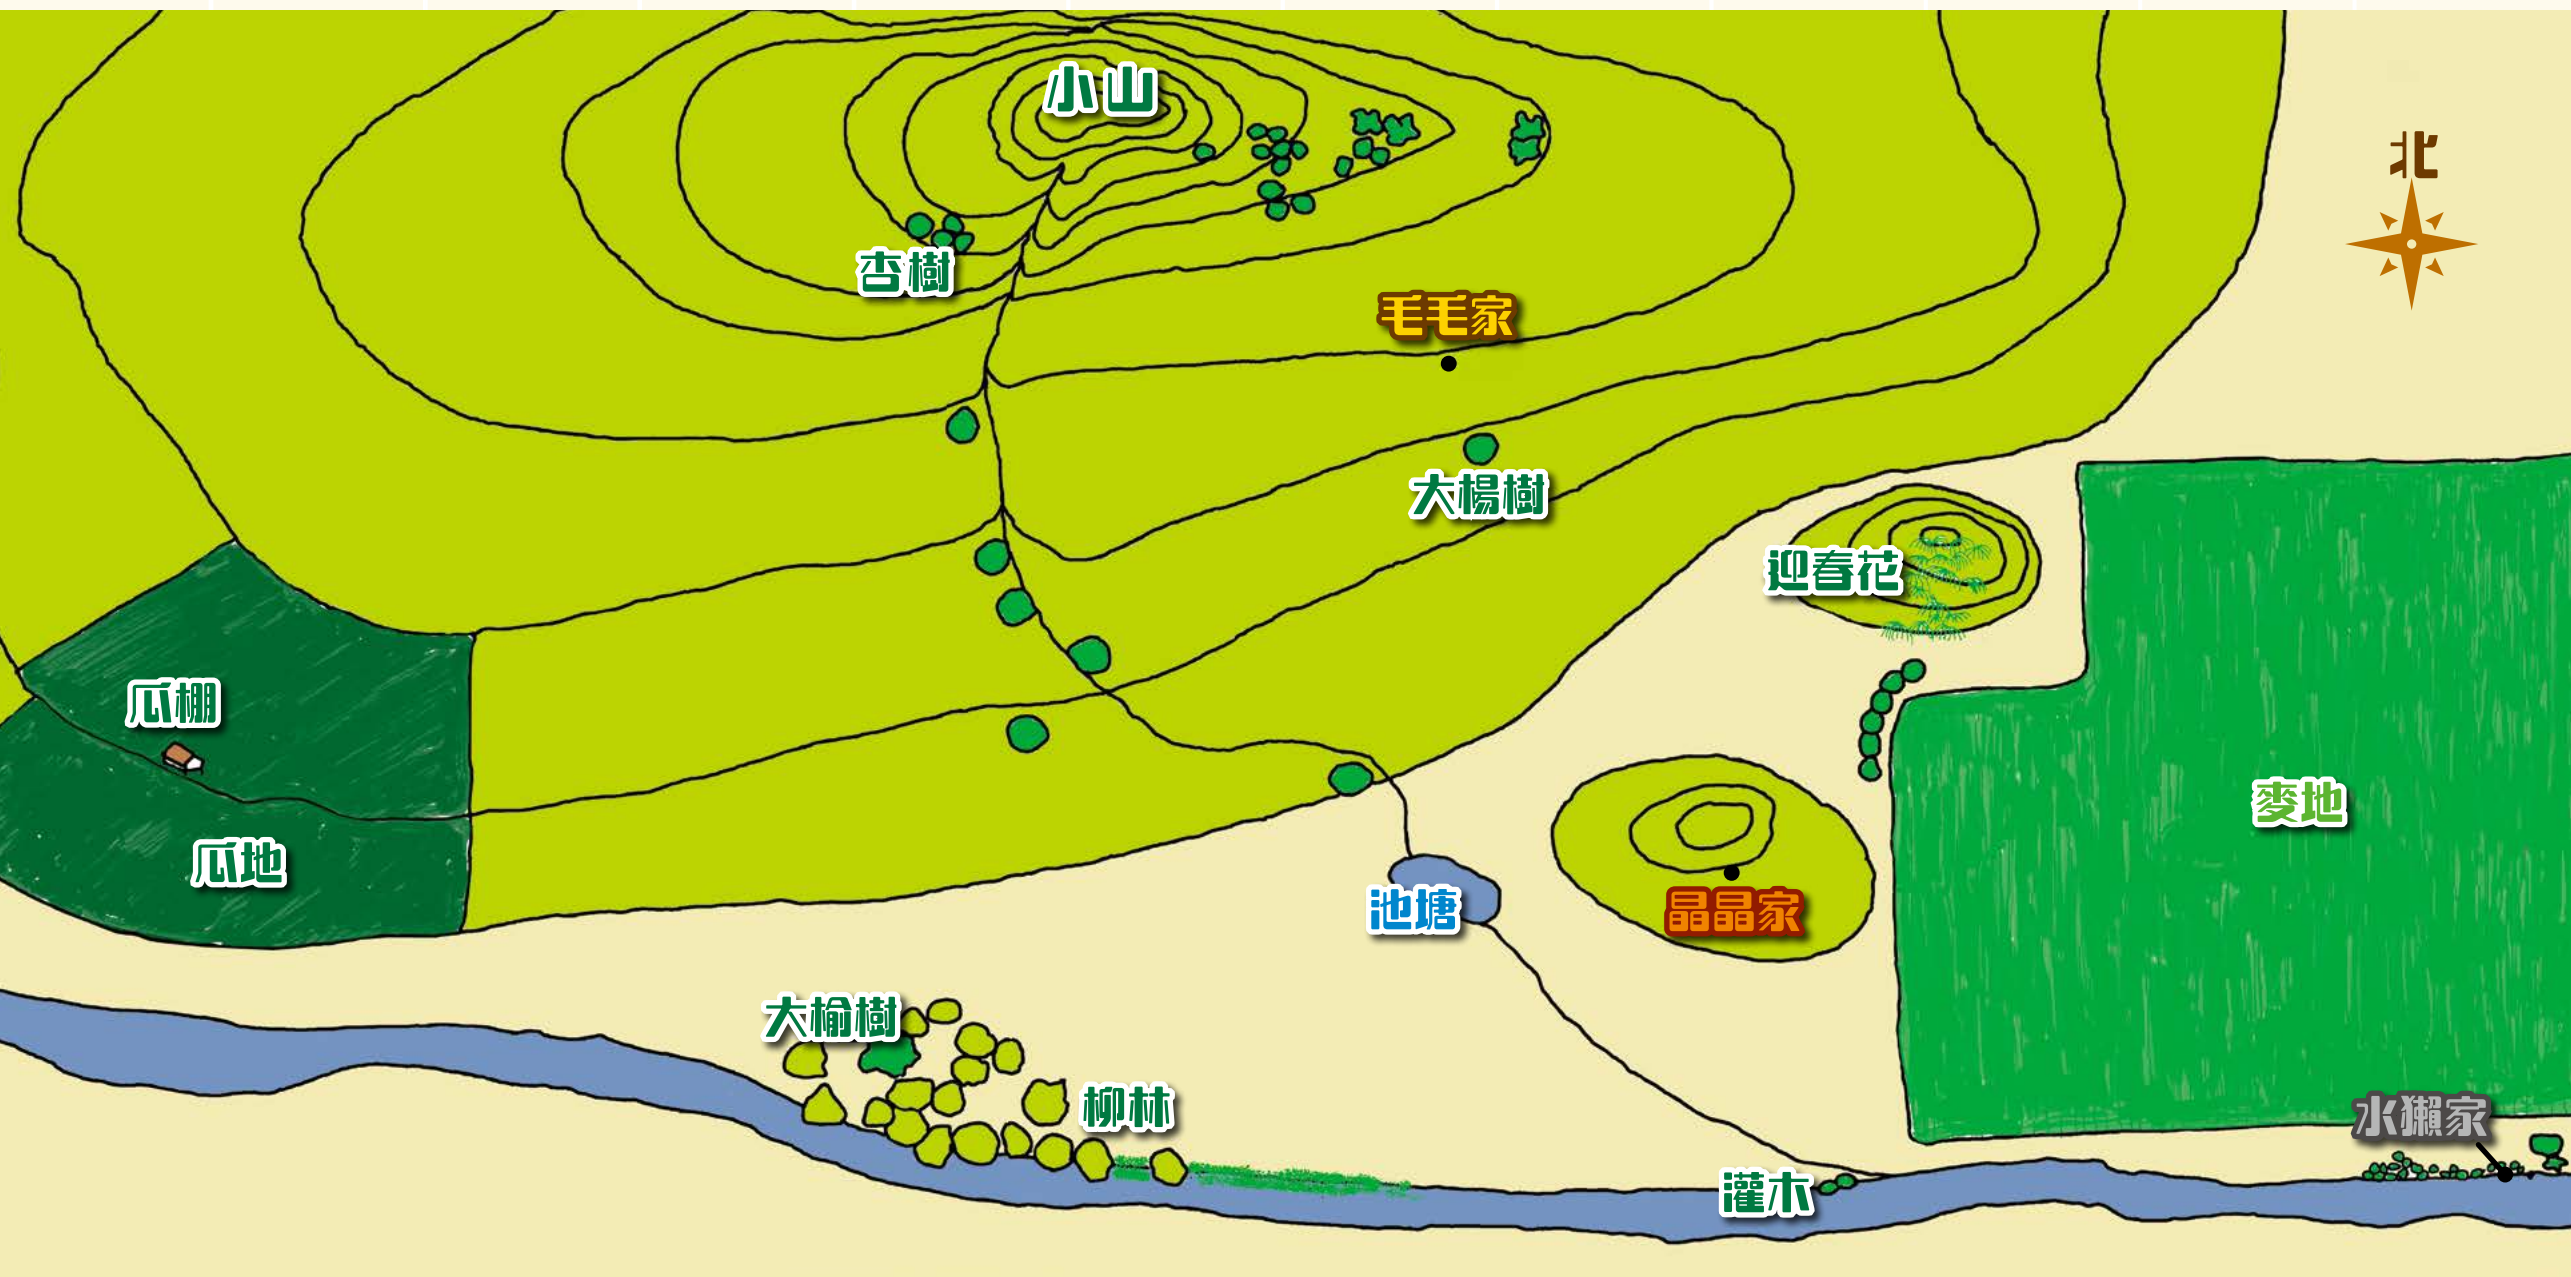 小山
北
杏樹
毛毛家
大楊樹
迎春花
瓜棚
麥地
瓜地
池塘
晶晶家
大榆樹
柳林
水獺家
灌木